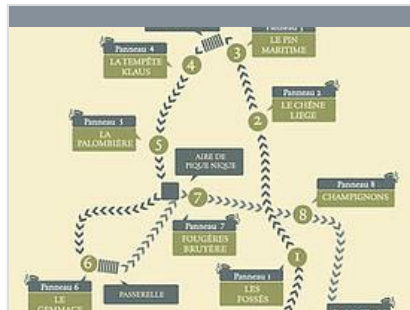 Panneau 3
LE PIN
MARITIME
3
Panneau 4
LA TEMPÊTE
KLAUS
4
Panneau 2
LE CHÊNE
LIEGE
2
Panneau 5
LA
PALOMBIÈRE
5
AIRE DE
PIQUE NIQUE
7
Panneau 8
CHAMPIGNONS
8
Panneau 7
FOUGÈRES
BRUYÈRE
6
1
Panneau 6
LE
GEMMAGE
PASSERELLE
Panneau 1
LES
FOSSÉS